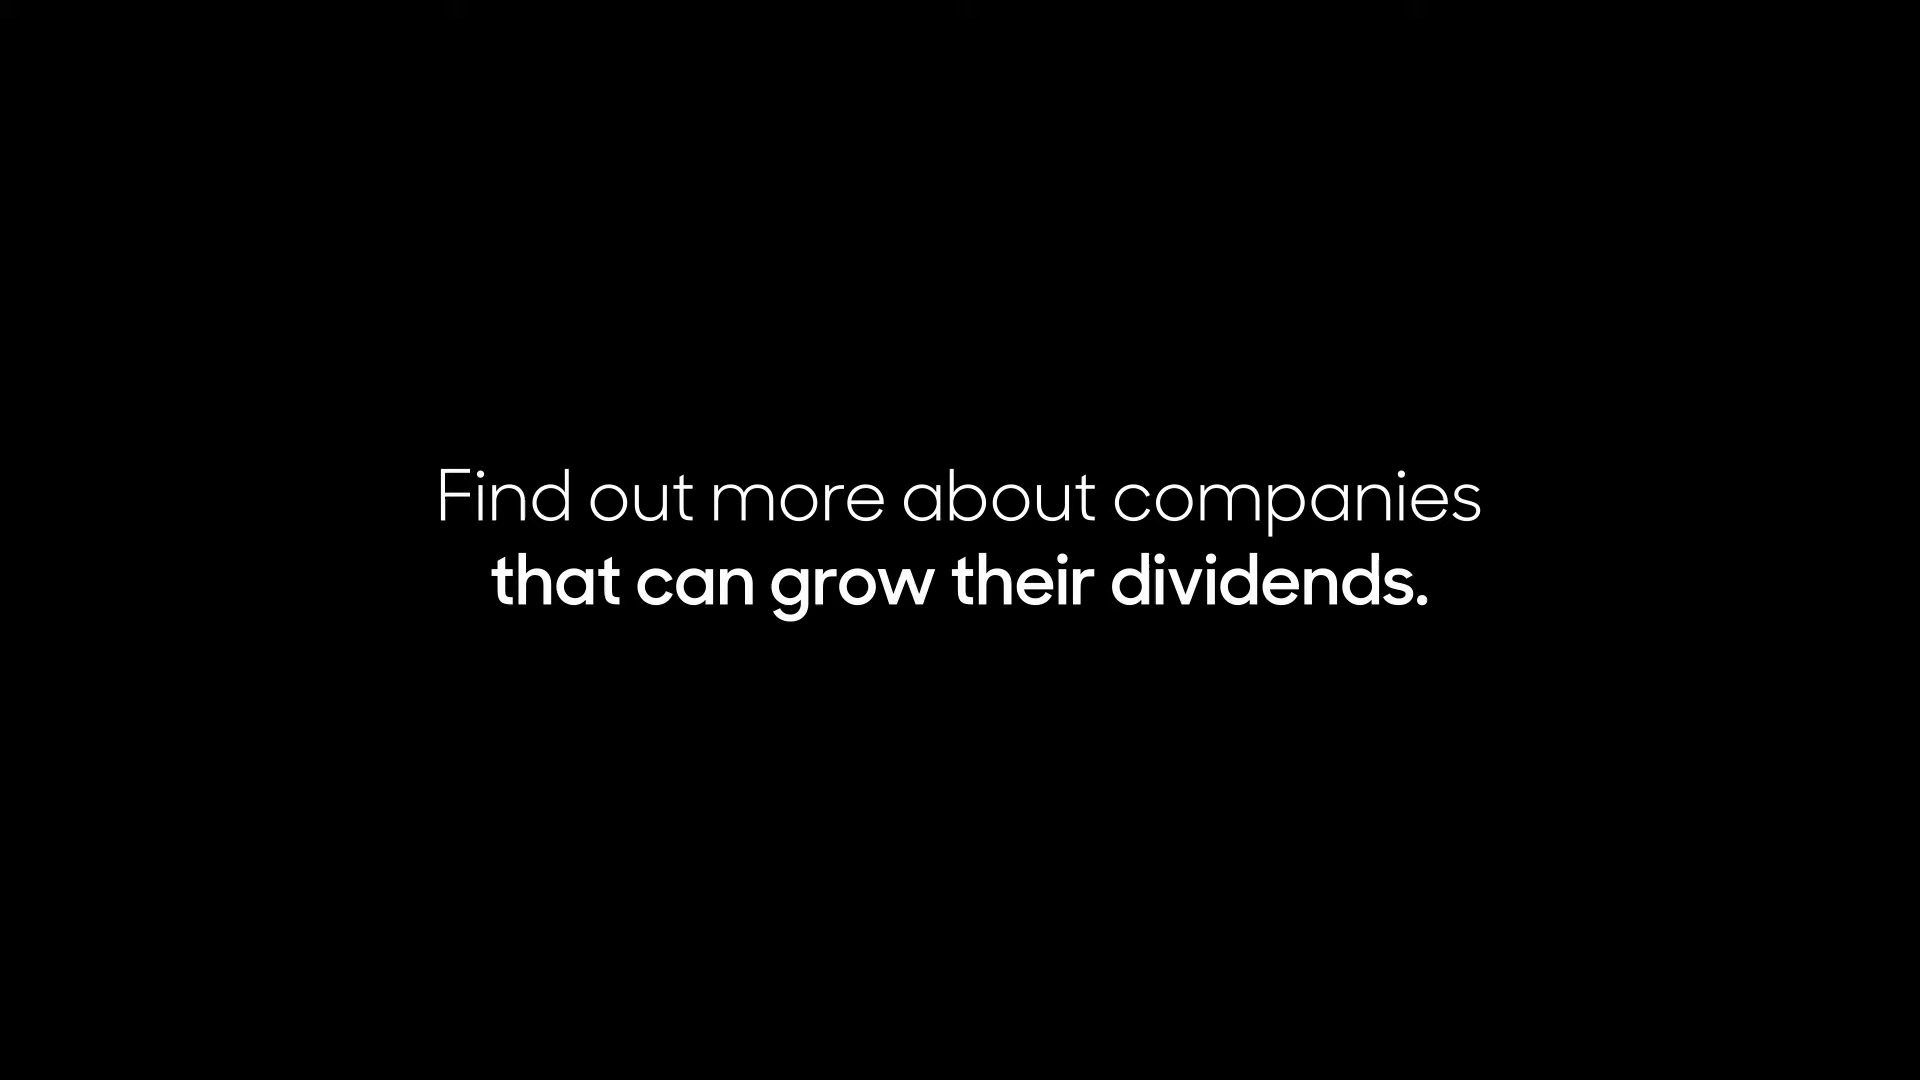 Find out more about companies
that can grow their dividends.